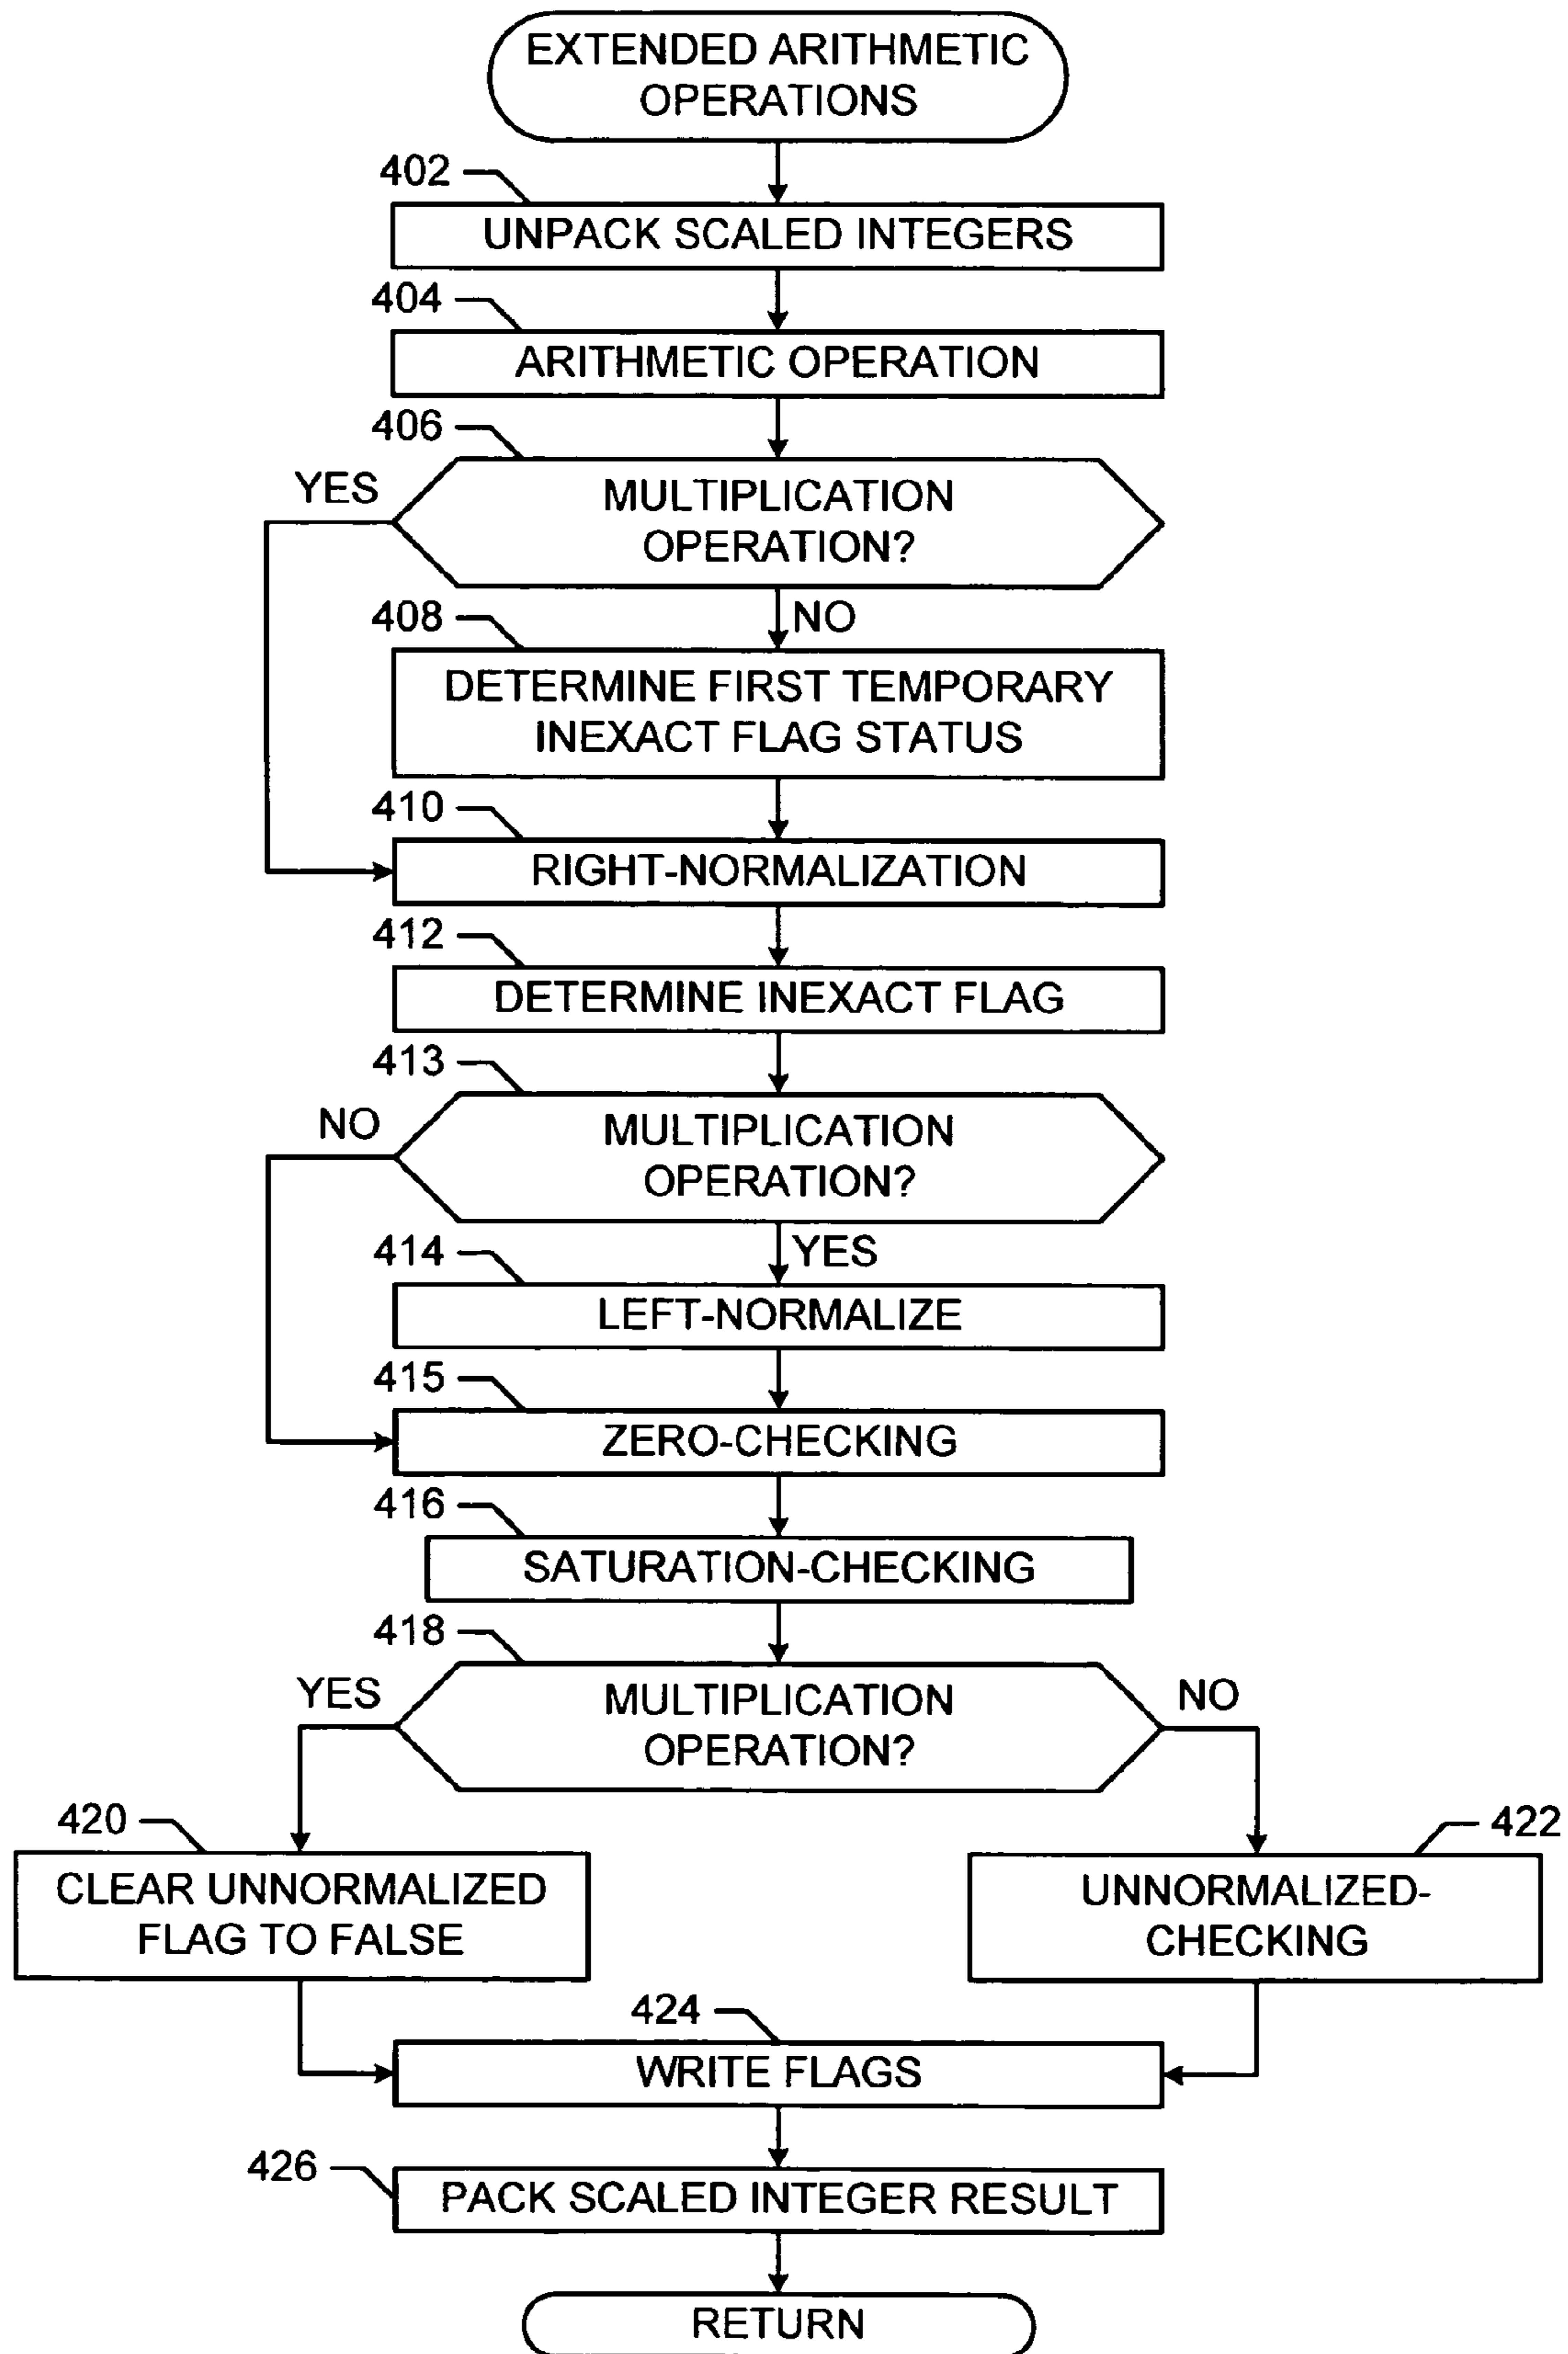 EXTENDED ARITHMETIC
OPERATIONS
402
UNPACK SCALED INTEGERS
404
ARITHMETIC OPERATION
406
YES
MULTIPLICATION
OPERATION?
408
NO
DETERMINE FIRST TEMPORARY
INEXACT FLAG STATUS
410
RIGHT-NORMALIZATION
412
DETERMINE INEXACT FLAG
413
NO
MULTIPLICATION
OPERATION?
414
YES
LEFT-NORMALIZE
415
ZERO-CHECKING
416
SATURATION-CHECKING
418
YES
MULTIPLICATION
OPERATION?
NO
420
CLEAR UNNORMALIZED
FLAG TO FALSE
422
UNNORMALIZED-
CHECKING
424
WRITE FLAGS
426
PACK SCALED INTEGER RESULT
RETURN